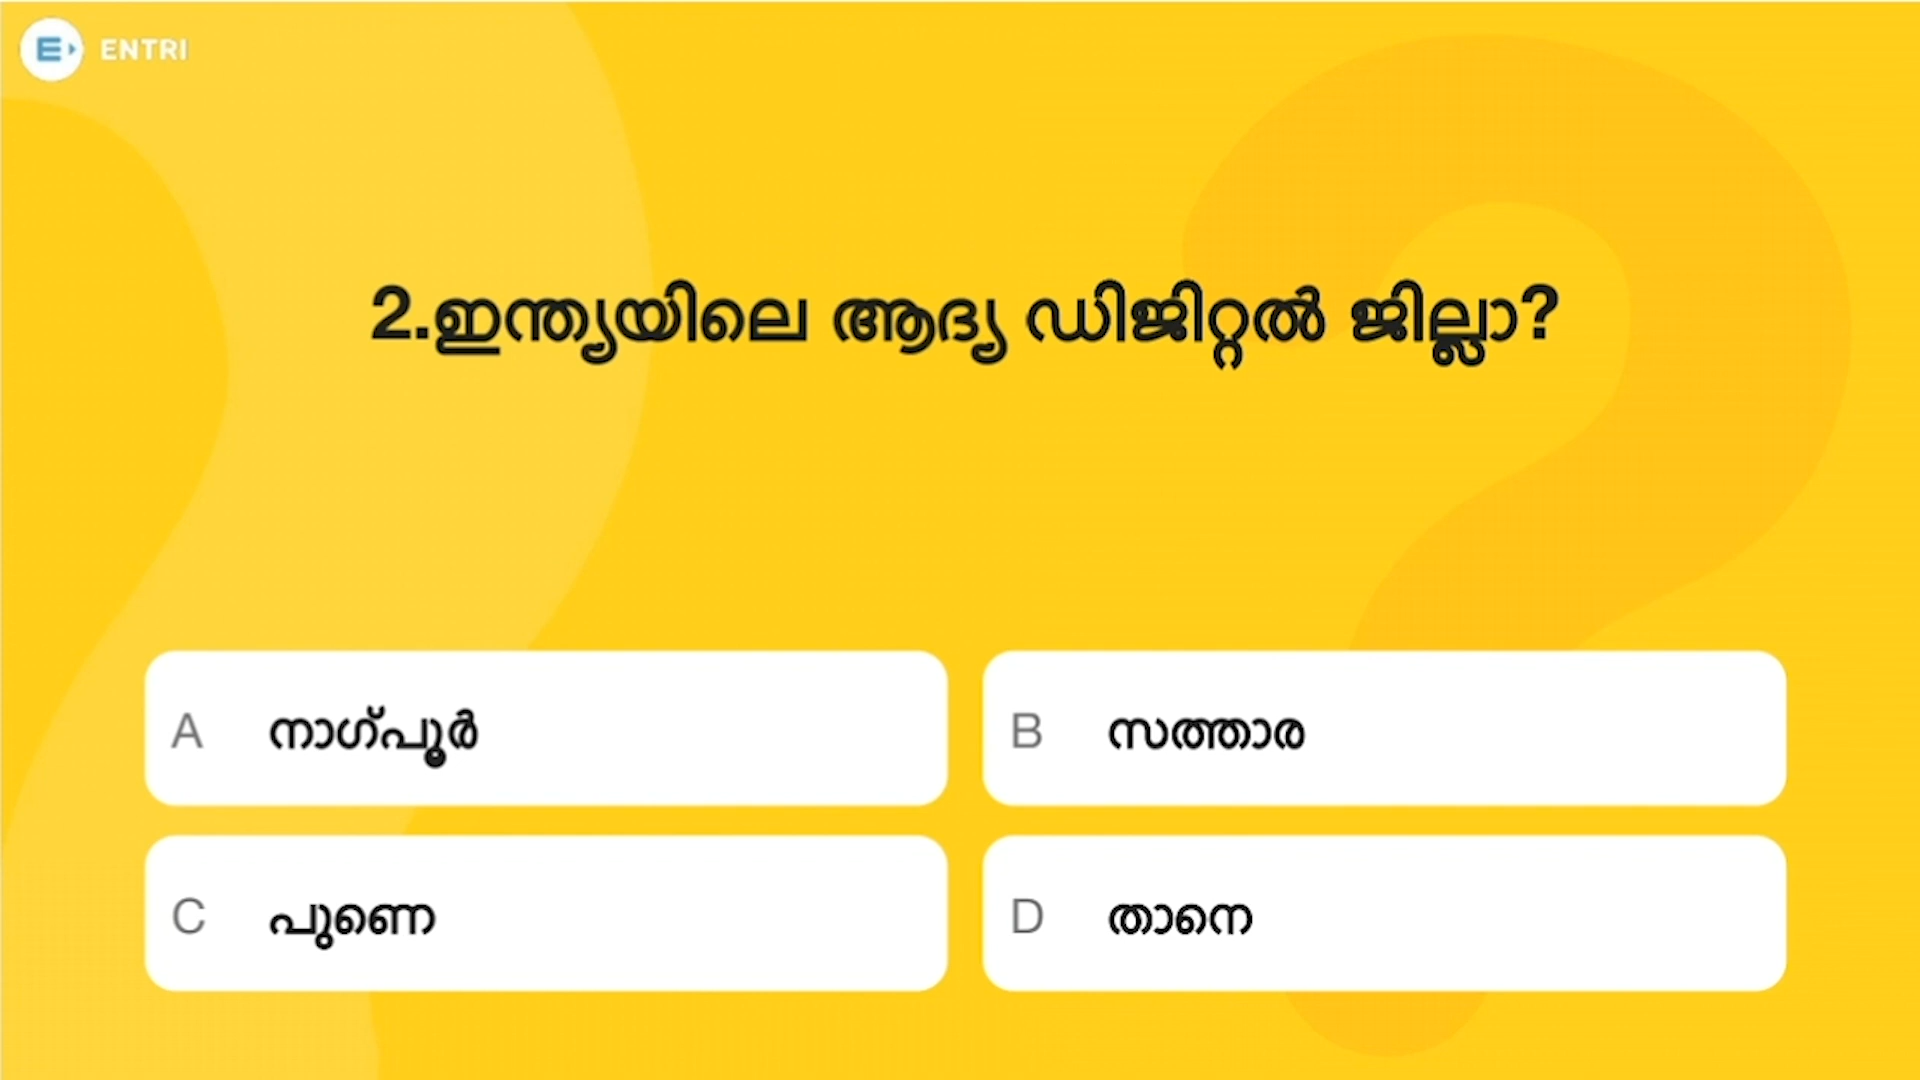 ENTRI
2.ഇന്ത്യയിലെ ആദ്യ ഡിജിറ്റൽ ജില്ലാ?
A നാഗ്പൂർ
B സത്താര
C പുണെ
D താനെ